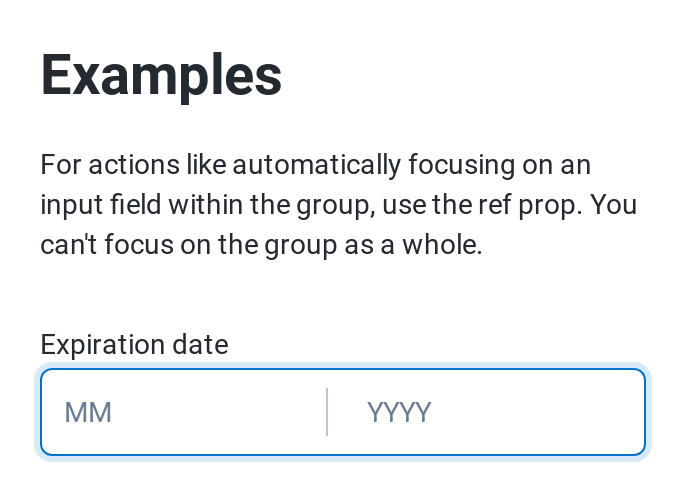 Examples
For actions like automatically focusing on an
input field within the group, use the ref prop. You
can't focus on the group as a whole.
Expiration date
MM
YYYY